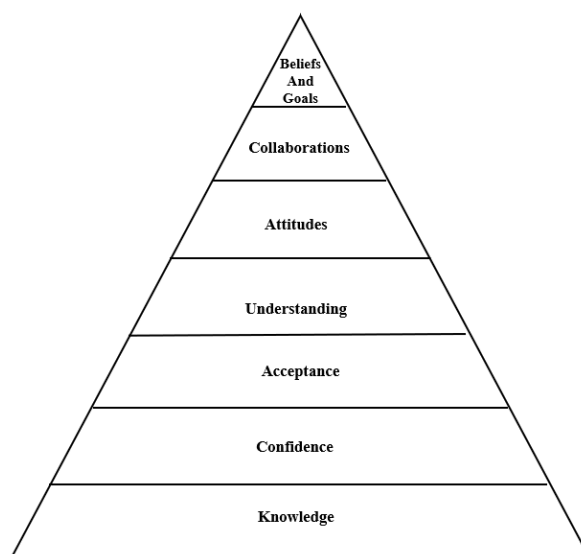 Beliefs
And
Goals
Collaborations
Attitudes
Understanding
Acceptance
Confidence
Knowledge